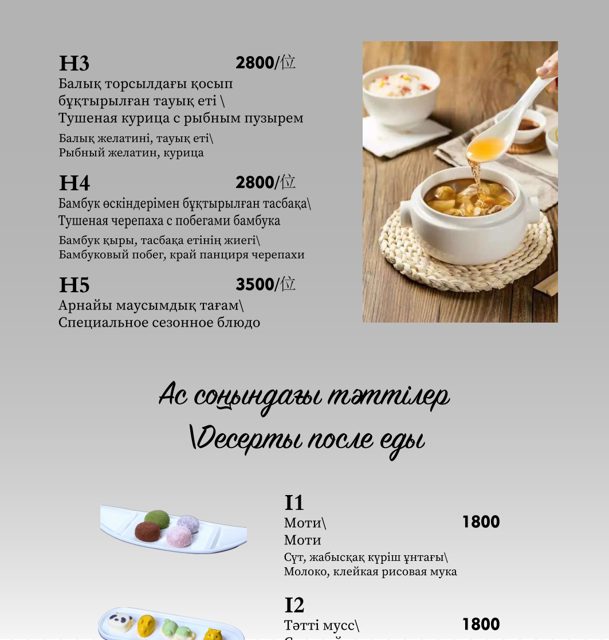 H3 2800/位
Балық торсылдағы қосып
бұқтырылған тауық еті \
Тушеная курица с рыбным пузырем
Балық желатині, тауық еті\
Рыбный желатин, курица
H4 2800/位
Бамбук өскіндерімен бұқтырылған тасбақа\
Тушеная черепаха с побегами бамбука
Бамбук қыры, тасбақа етінің жиегі\
Бамбуковый побег, край панциря черепахи
H5 3500/位
Арнайы маусымдық тағам\
Специальное сезонное блюдо
Ас соңындағы тәттілер
\Десерты после еды
I1
Моти\ 1800
Моти
Сүт, жабысқақ күріш ұнтағы\
Молоко, клейкая рисовая мука
I2
Тәтті мусс\ 1800